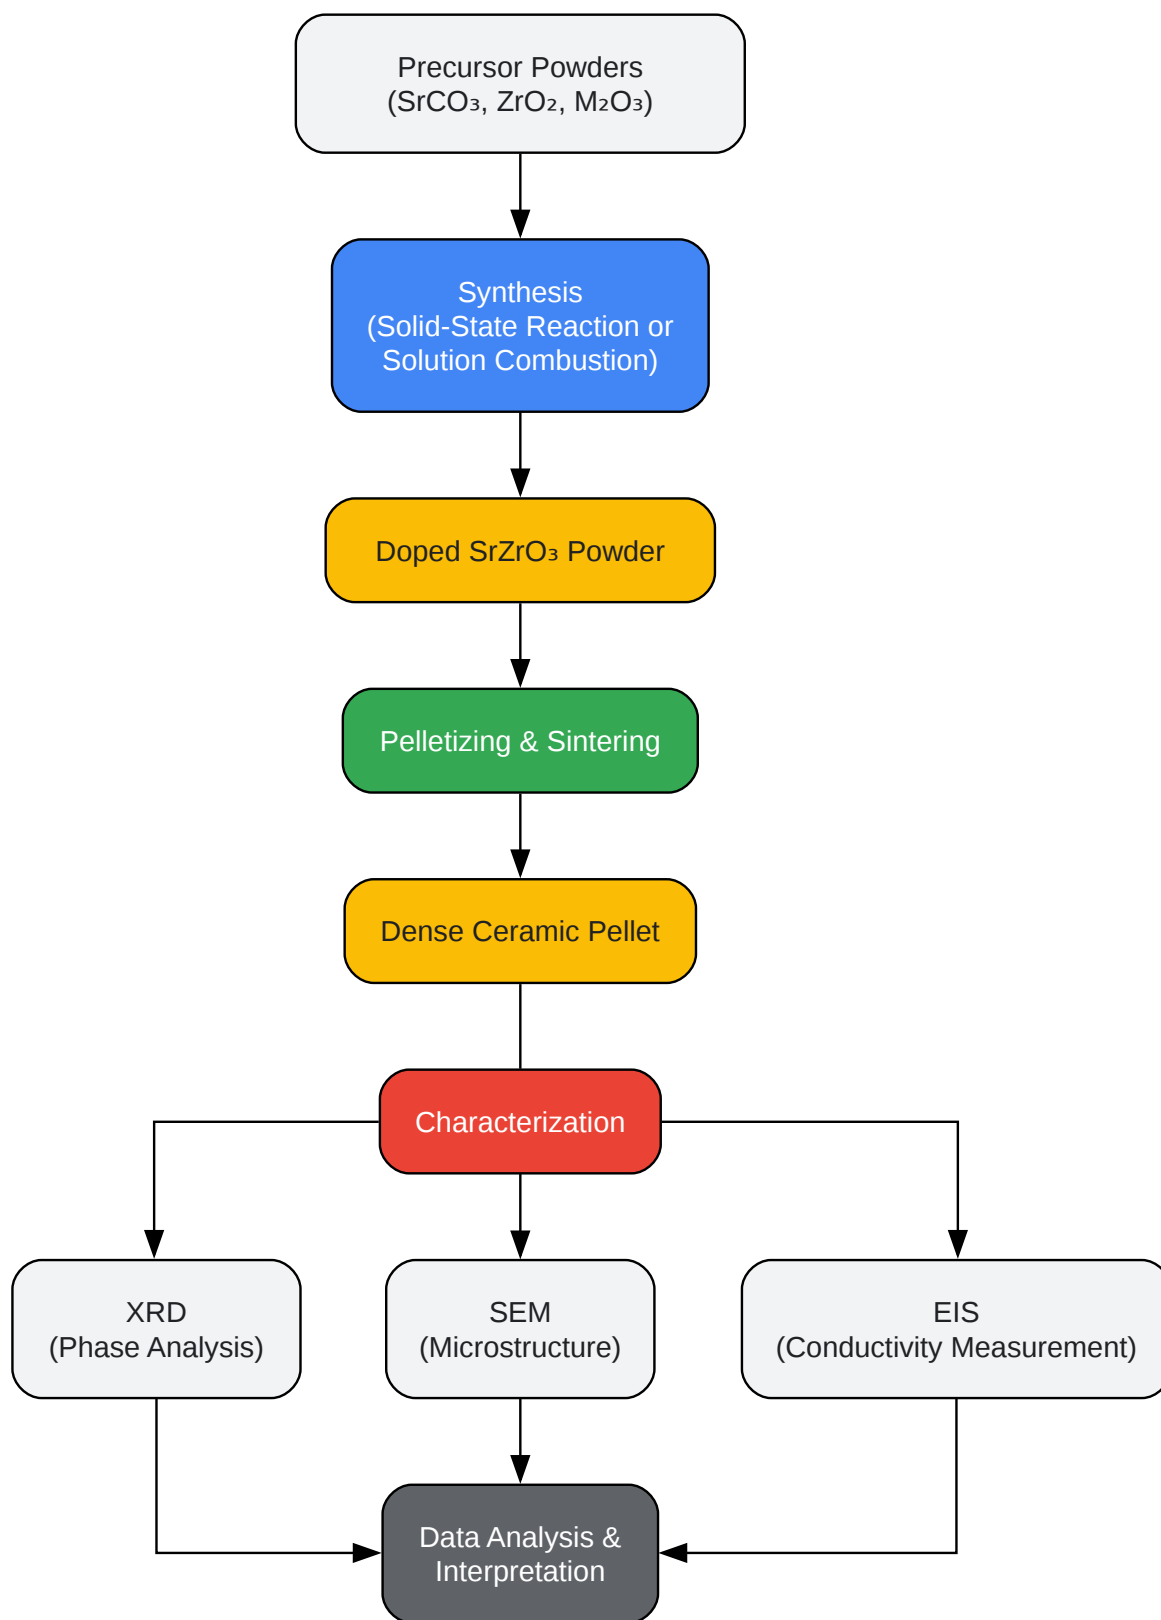 Precursor Powders
(SrCO₃, ZrO₂, M₂O₃)
Synthesis
(Solid-State Reaction or
Solution Combustion)
Doped SrZrO₃ Powder
Pelletizing & Sintering
Dense Ceramic Pellet
Characterization
XRD
(Phase Analysis)
SEM
(Microstructure)
EIS
(Conductivity Measurement)
Data Analysis &
Interpretation